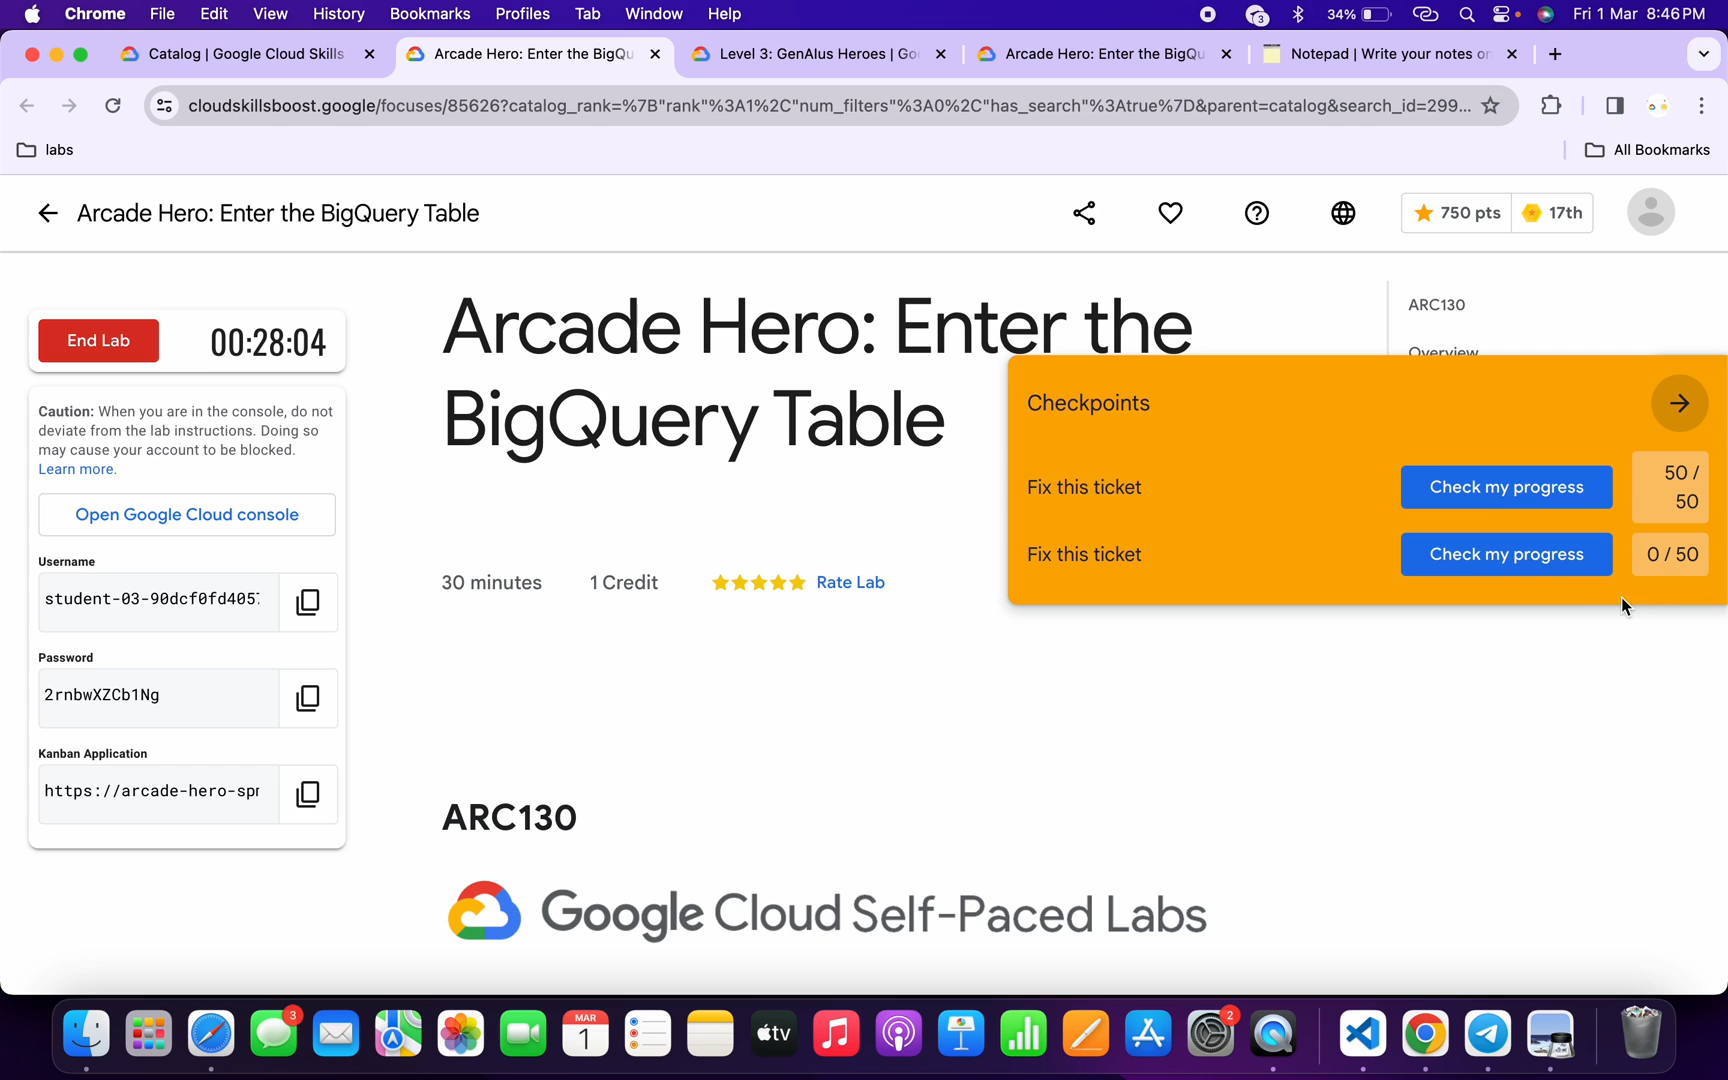 Chrome File Edit View History Bookmarks Profiles Tab Window Help 3 34% Fri 1 Mar 8:46 PM
Catalog | Google Cloud Skills
Arcade Hero: Enter the BigQu
Level 3: GenAIus Heroes | Go
Arcade Hero: Enter the BigQu
Notepad | Write your notes on
cloudskillsboost.google/focuses/85626?catalog_rank=%7B"rank"%3A1%2C"num_filters"%3A0%2C"has_search"%3Atrue%7D&parent=catalog&search_id=299...
labs
All Bookmarks
Arcade Hero: Enter the BigQuery Table
750 pts
17th
End Lab
00:28:04
Caution: When you are in the console, do not
deviate from the lab instructions. Doing so
may cause your account to be blocked.
Learn more.
Open Google Cloud console
Username
student-03-90dcf0fd4057
Password
2rnbwXZCb1Ng
Kanban Application
https://arcade-hero-spr
Arcade Hero: Enter the
BigQuery Table
30 minutes
1 Credit
Rate Lab
ARC130
Google Cloud Self-Paced Labs
ARC130
Overview
Checkpoints
Fix this ticket
Check my progress
50 /
50
Fix this ticket
Check my progress
0 / 50
3
MAR
1
tv
2